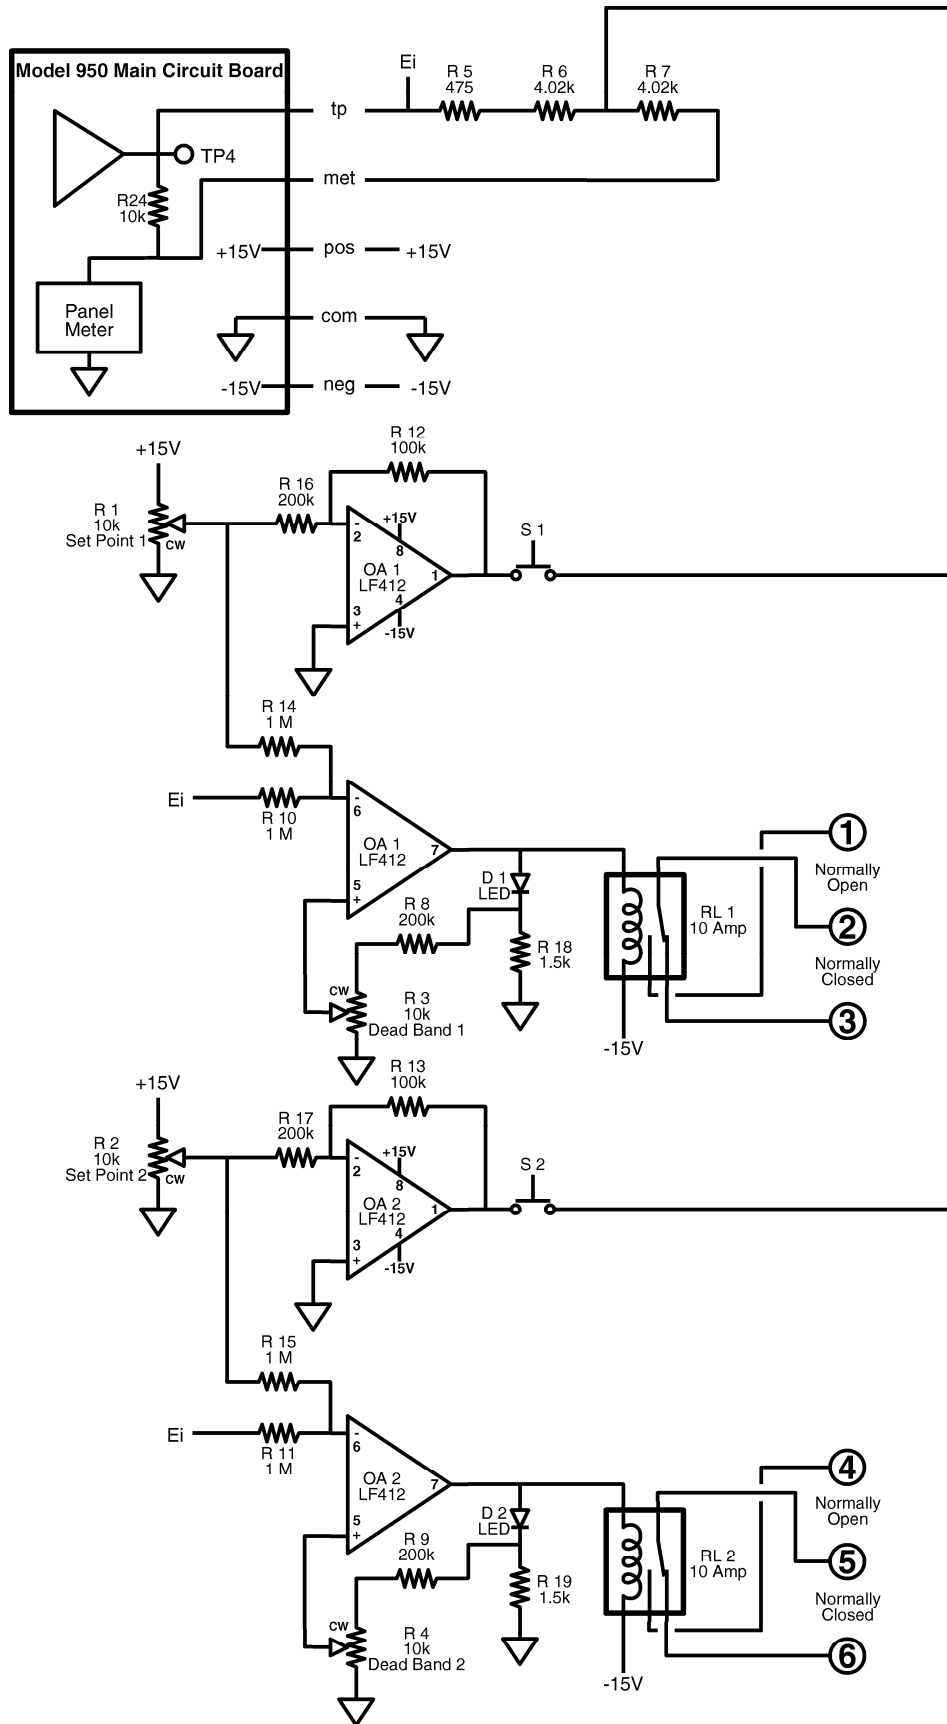 Model 950 Main Circuit Board
tp
Ei
R 5
475
R 6
4.02k
R 7
4.02k
TP4
met
R24
10k
+15V
pos
+15V
Panel
Meter
com
-15V
neg
-15V
+15V
R 12
100k
R 16
200k
R 1
10k
Set Point 1
CW
-
2
+15V
8
OA 1
LF412
1
S 1
3
+
4
-15V
R 14
1 M
Ei
R 10
1 M
-
6
OA 1
LF412
7
5
+
D 1
LED
R 8
200k
R 18
1.5k
CW
R 3
10k
Dead Band 1
RL 1
10 Amp
-15V
1
Normally
Open
2
Normally
Closed
3
+15V
R 13
100k
R 17
200k
R 2
10k
Set Point 2
CW
-
2
+15V
8
OA 2
LF412
1
S 2
3
+
4
-15V
R 15
1 M
Ei
R 11
1 M
-
6
OA 2
LF412
7
5
+
D 2
LED
R 9
200k
R 19
1.5k
CW
R 4
10k
Dead Band 2
RL 2
10 Amp
-15V
4
Normally
Open
5
Normally
Closed
6